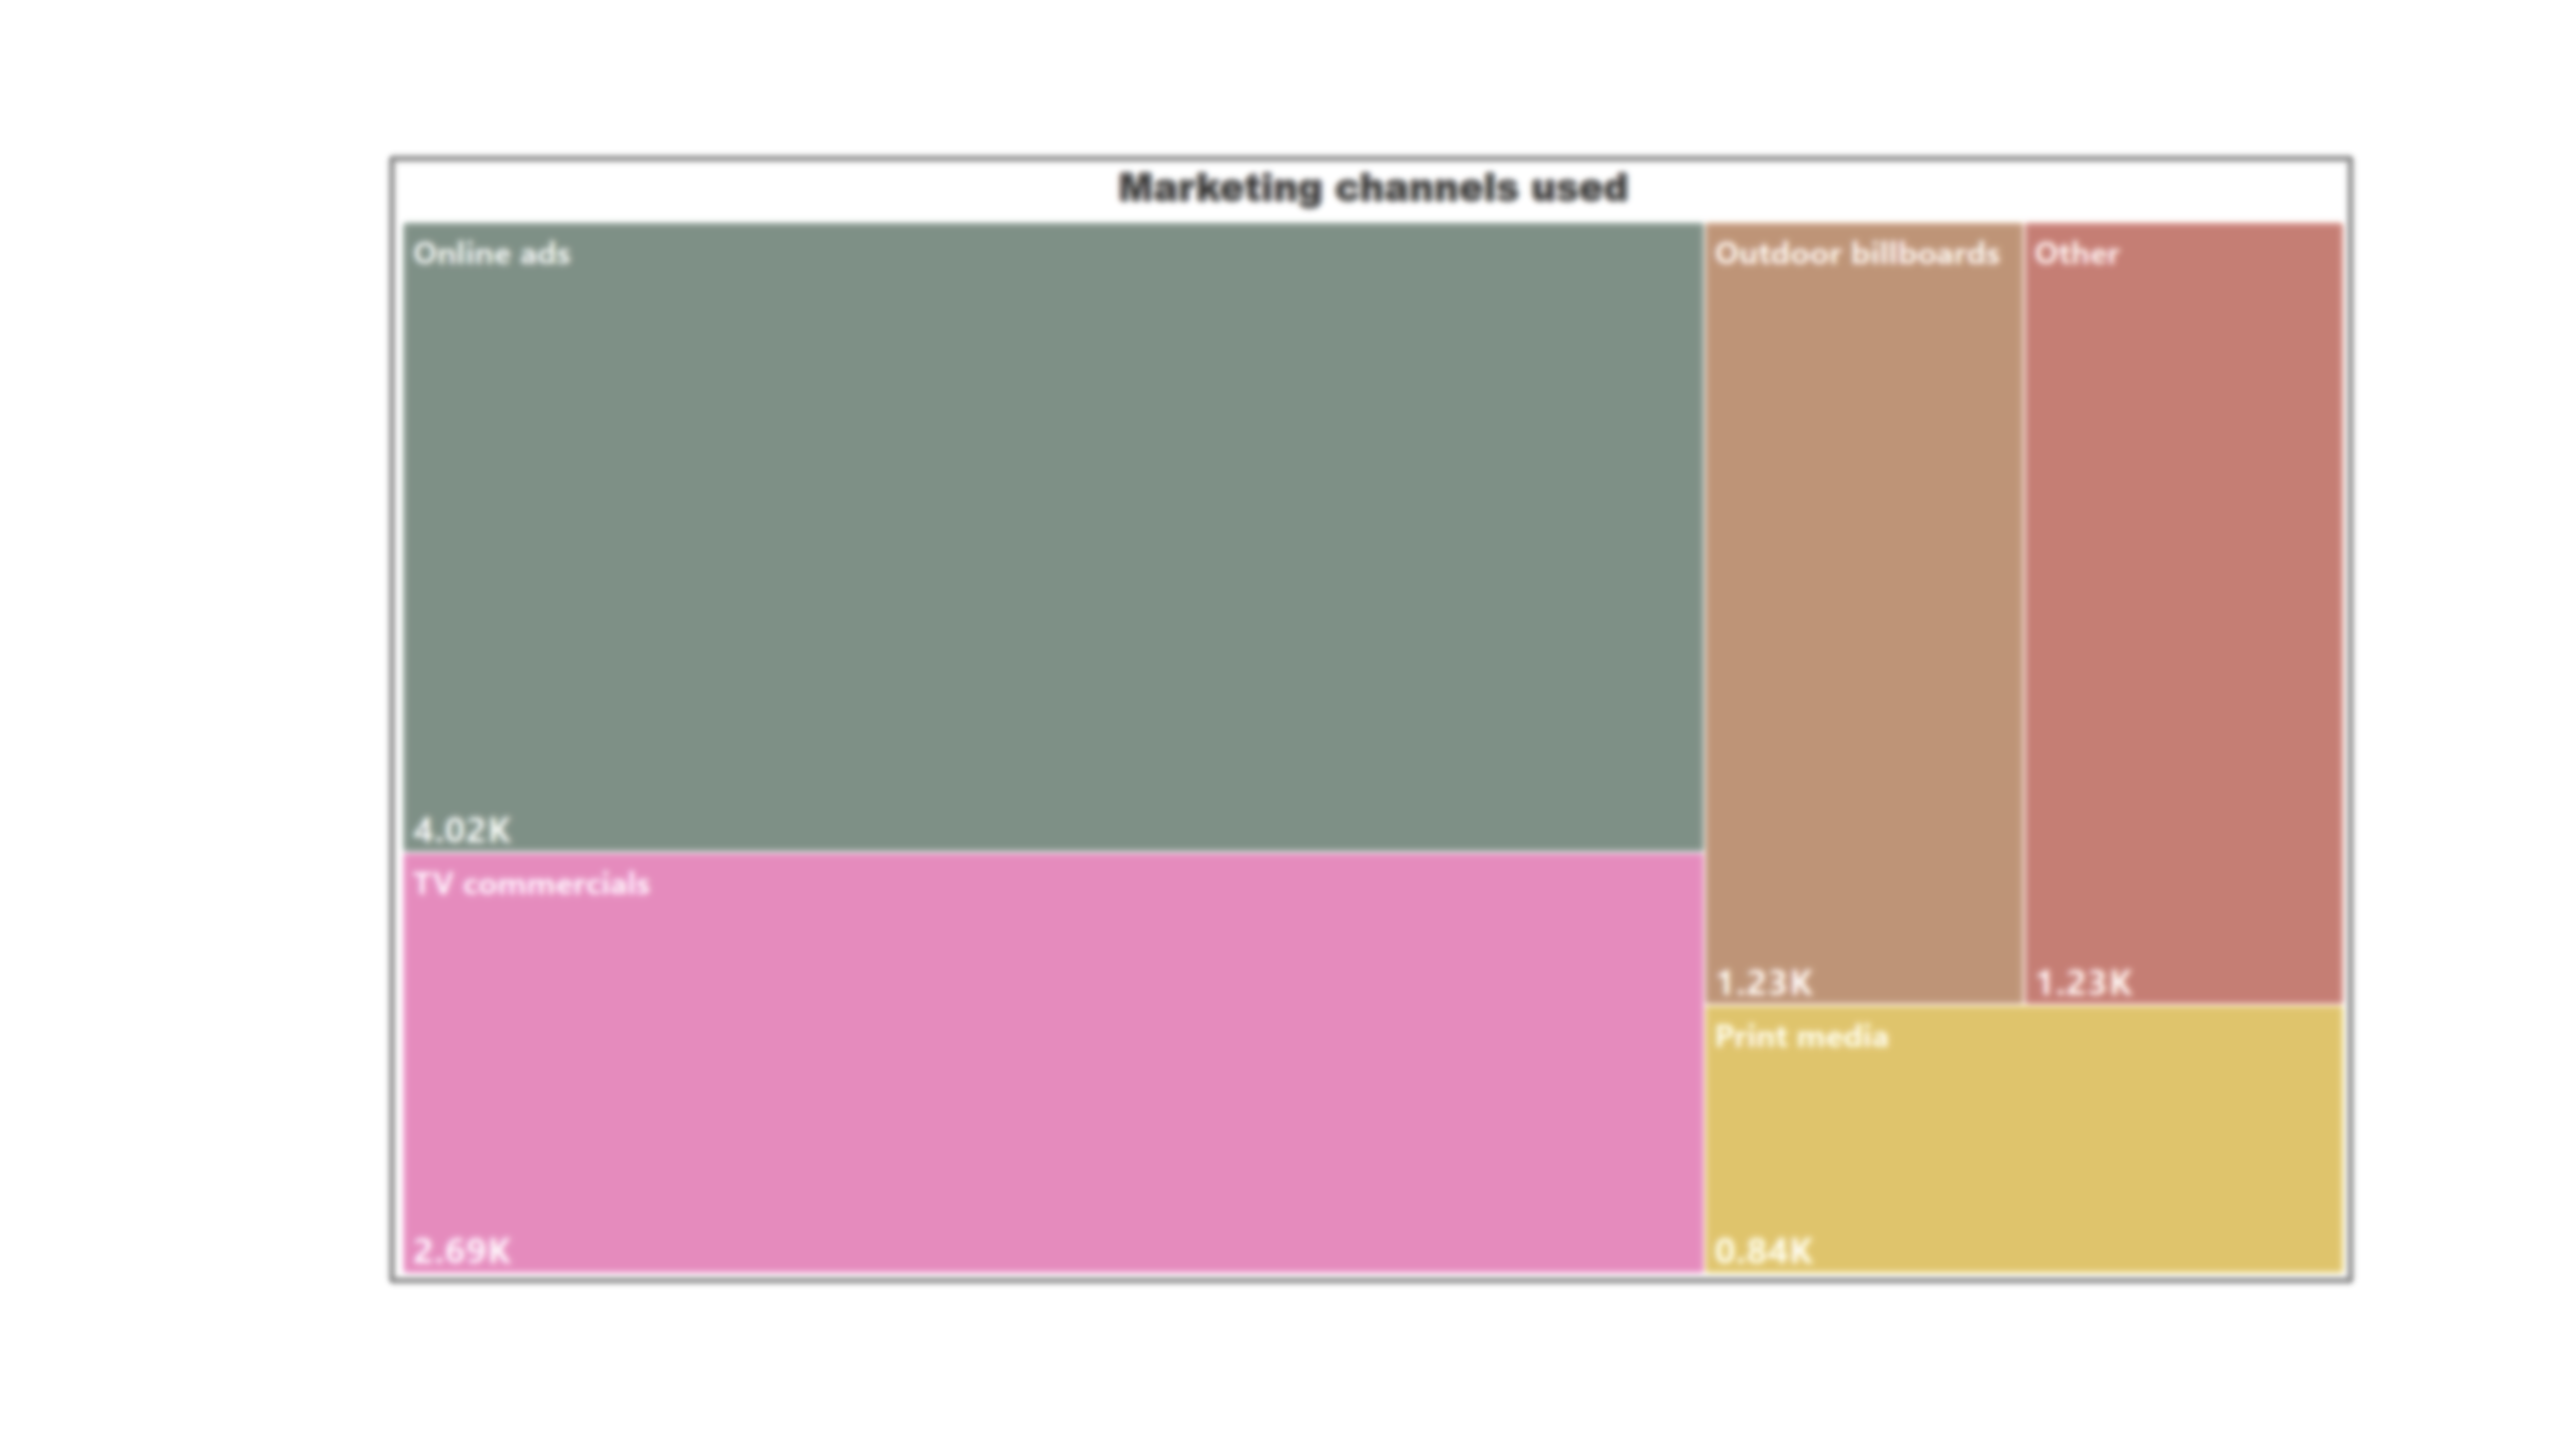 Marketing channels used
Online ads
4.02K
TV commercials
2.69K
Outdoor billboards
1.23K
Other
1.23K
Print media
0.84K